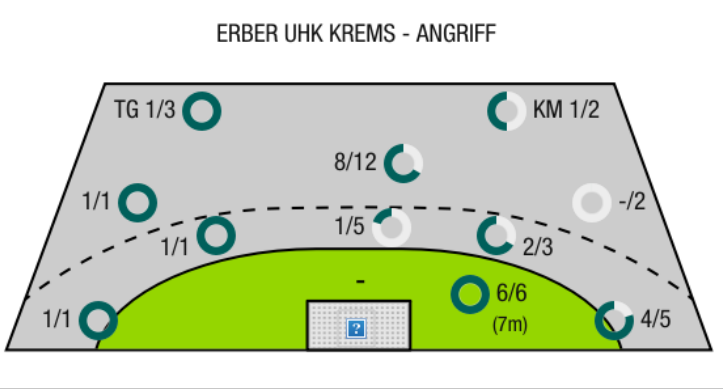 ERBER UHK KREMS - ANGRIFF
TG 1/3
KM 1/2
8/12
1/1
-/2
1/5
1/1
2/3
-
6/6
(7m)
1/1
4/5
?